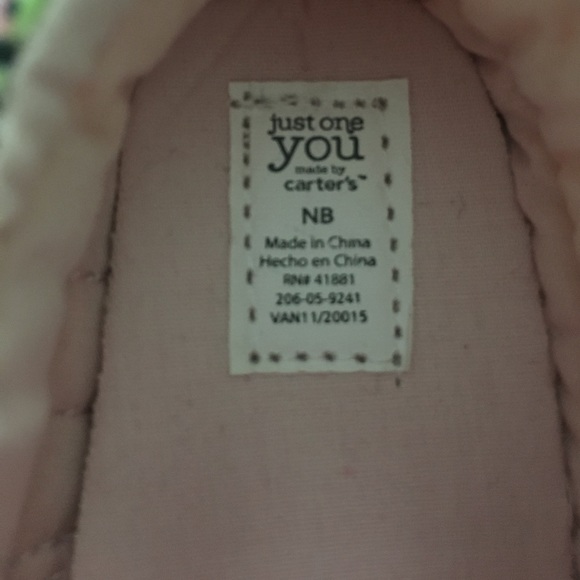 just one
you
made by
carter's™
NB
Made in China
Hecho en China
RN# 41881
206-05-9241
VAN11/20015